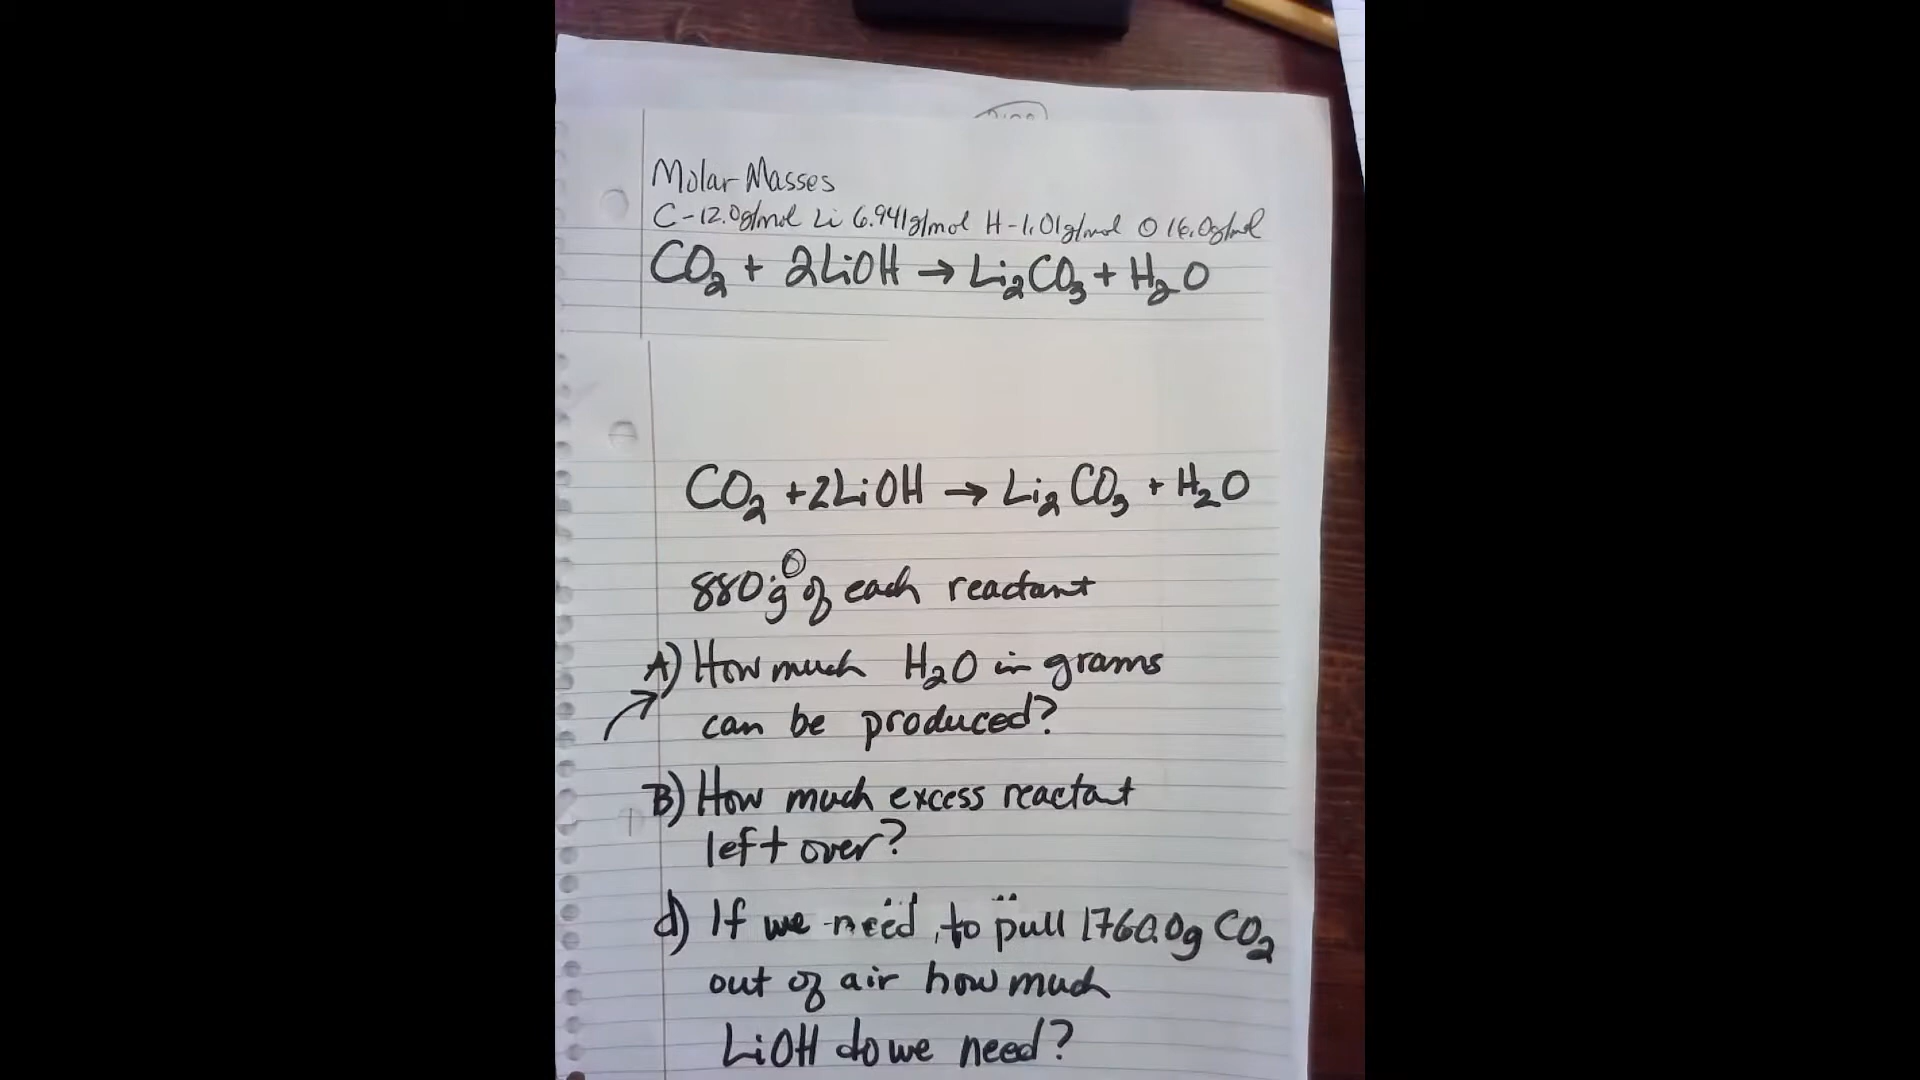 Molar Masses
C-12.0g/mol Li 6.941g/mol H-1.01g/mol O 16.0g/mol
CO₂ + 2LiOH → Li₂CO₃ + H₂O
CO₂ + 2LiOH → Li₂CO₃ + H₂O
880.0g of each reactant
A) How much H₂O in grams
can be produced?
B) How much excess reactant
left over?
d) If we need to pull 1760.0g CO₂
out of air how much
LiOH do we need?